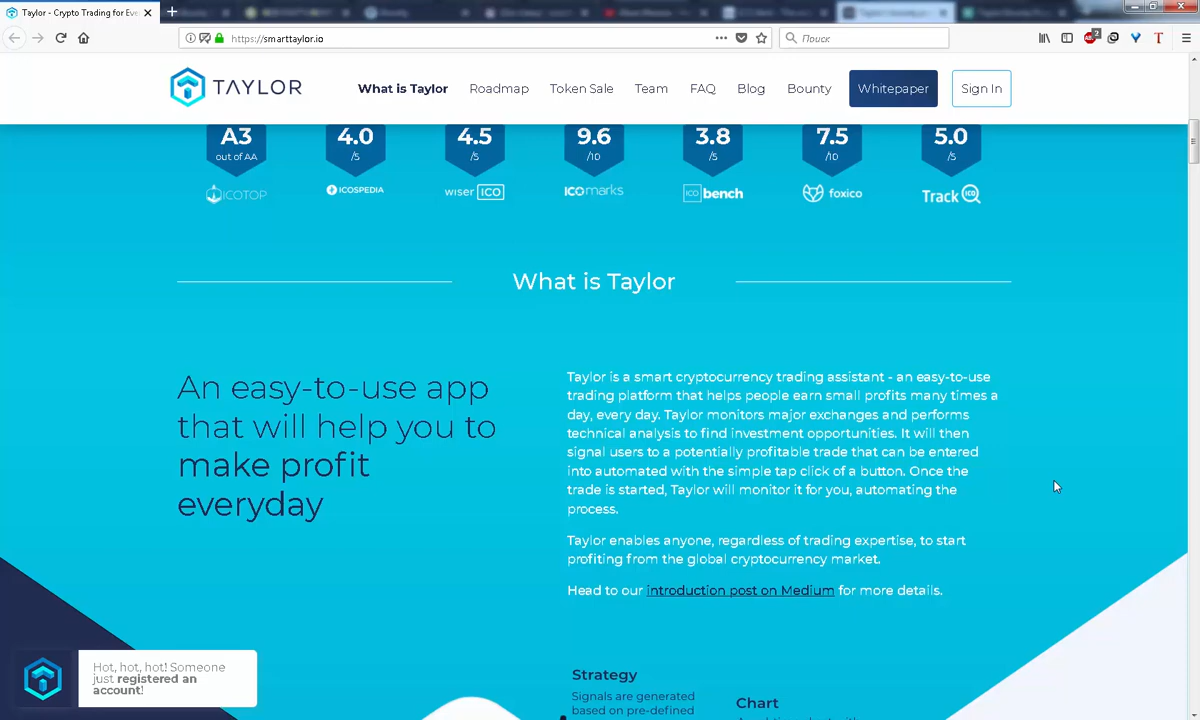 Taylor - Crypto Trading for Eve
https://smarttaylor.io
Поиск
2
TAYLOR
What is Taylor
Roadmap
Token Sale
Team
FAQ
Blog
Bounty
Whitepaper
Sign In
A3
out of AA
ICOTOP
4.0
/5
ICOSPEDIA
4.5
/5
wiser ICO
9.6
/10
ICOmarks
3.8
/5
ICO bench
7.5
/10
foxico
5.0
/5
Track ICO
What is Taylor
An easy-to-use app
that will help you to
make profit
everyday
Taylor is a smart cryptocurrency trading assistant - an easy-to-use
trading platform that helps people earn small profits many times a
day, every day. Taylor monitors major exchanges and performs
technical analysis to find investment opportunities. It will then
signal users to a potentially profitable trade that can be entered
into automated with the simple tap click of a button. Once the
trade is started, Taylor will monitor it for you, automating the
process.
Taylor enables anyone, regardless of trading expertise, to start
profiting from the global cryptocurrency market.
Head to our introduction post on Medium for more details.
Hot, hot, hot! Someone
just registered an
account!
Strategy
Signals are generated
based on pre-defined
Chart